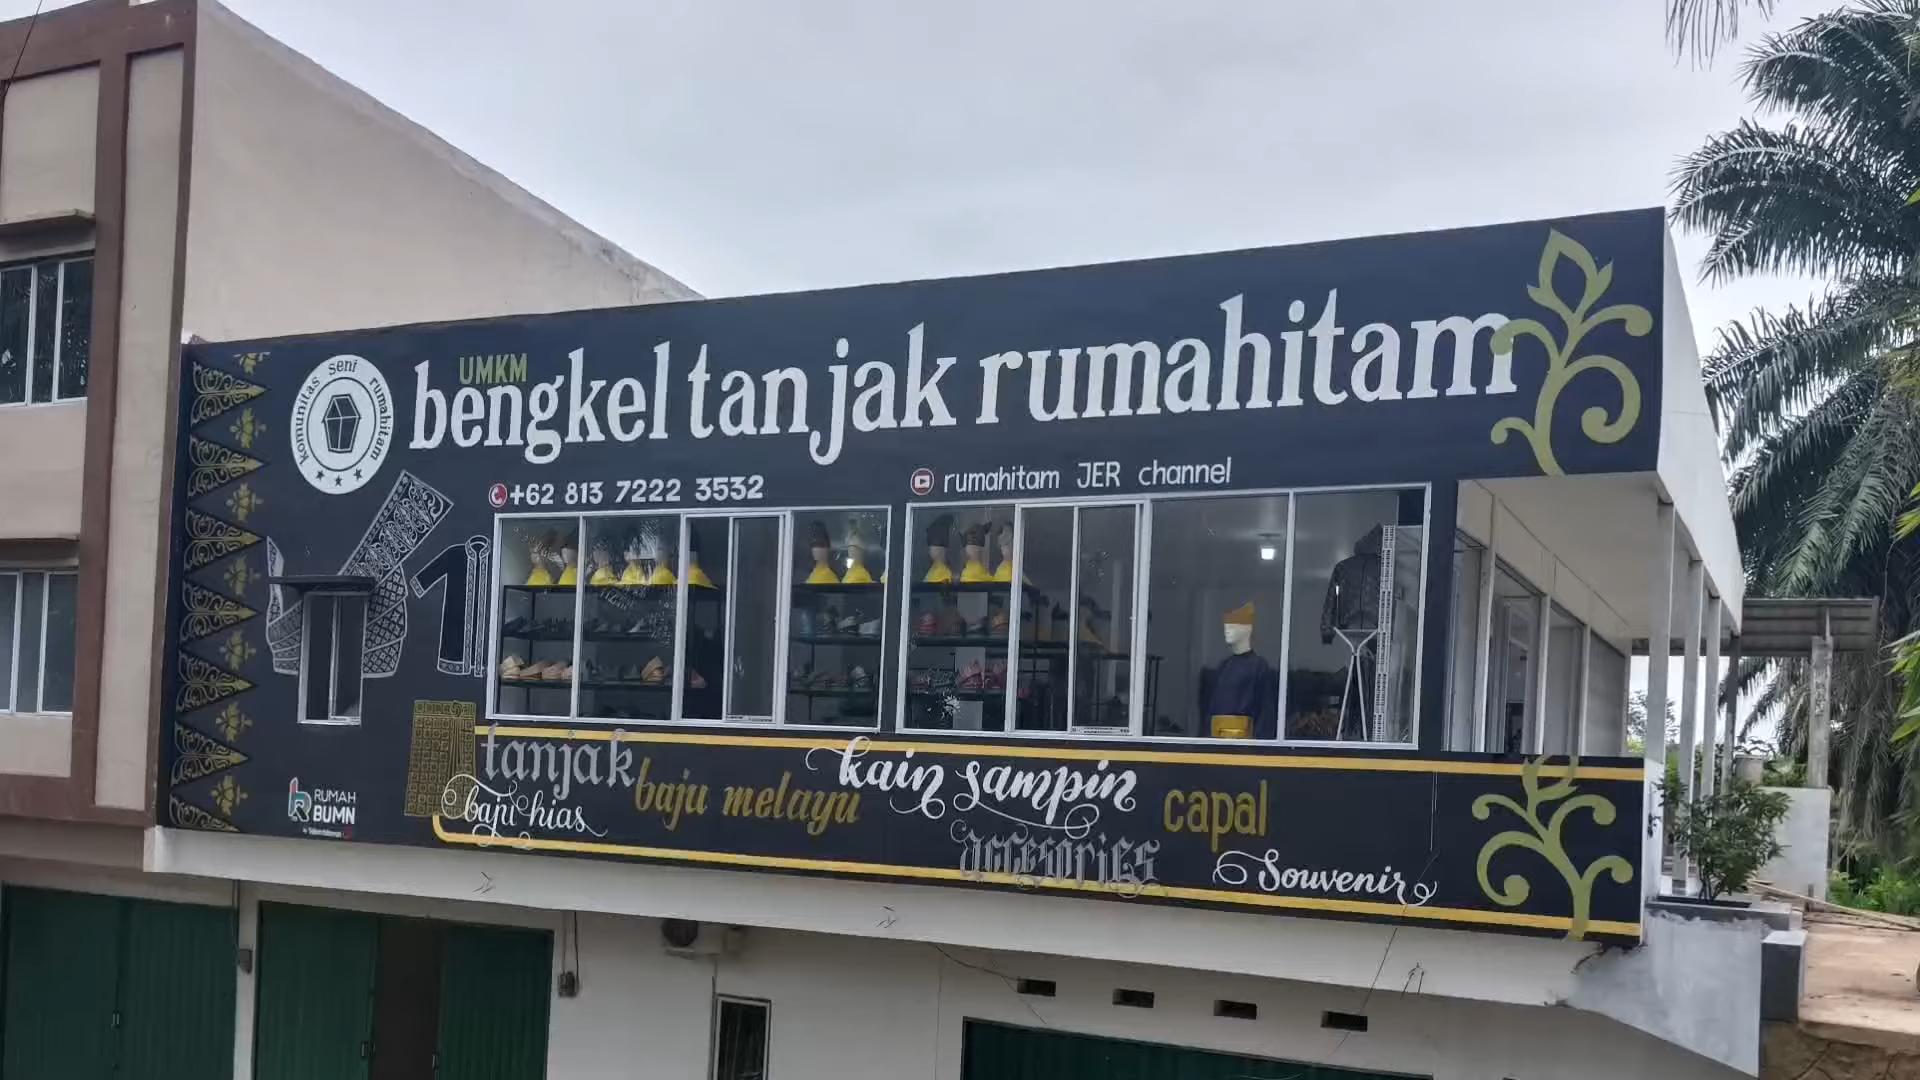 komunitas seni rumahitam
UMKM
bengkel tanjak rumahitam
+62 813 7222 3532
rumahitam JER channel
tanjak
baju melayu
kain sampin
capal
baju hias
accesories
Souvenir
RUMAH
BUMN